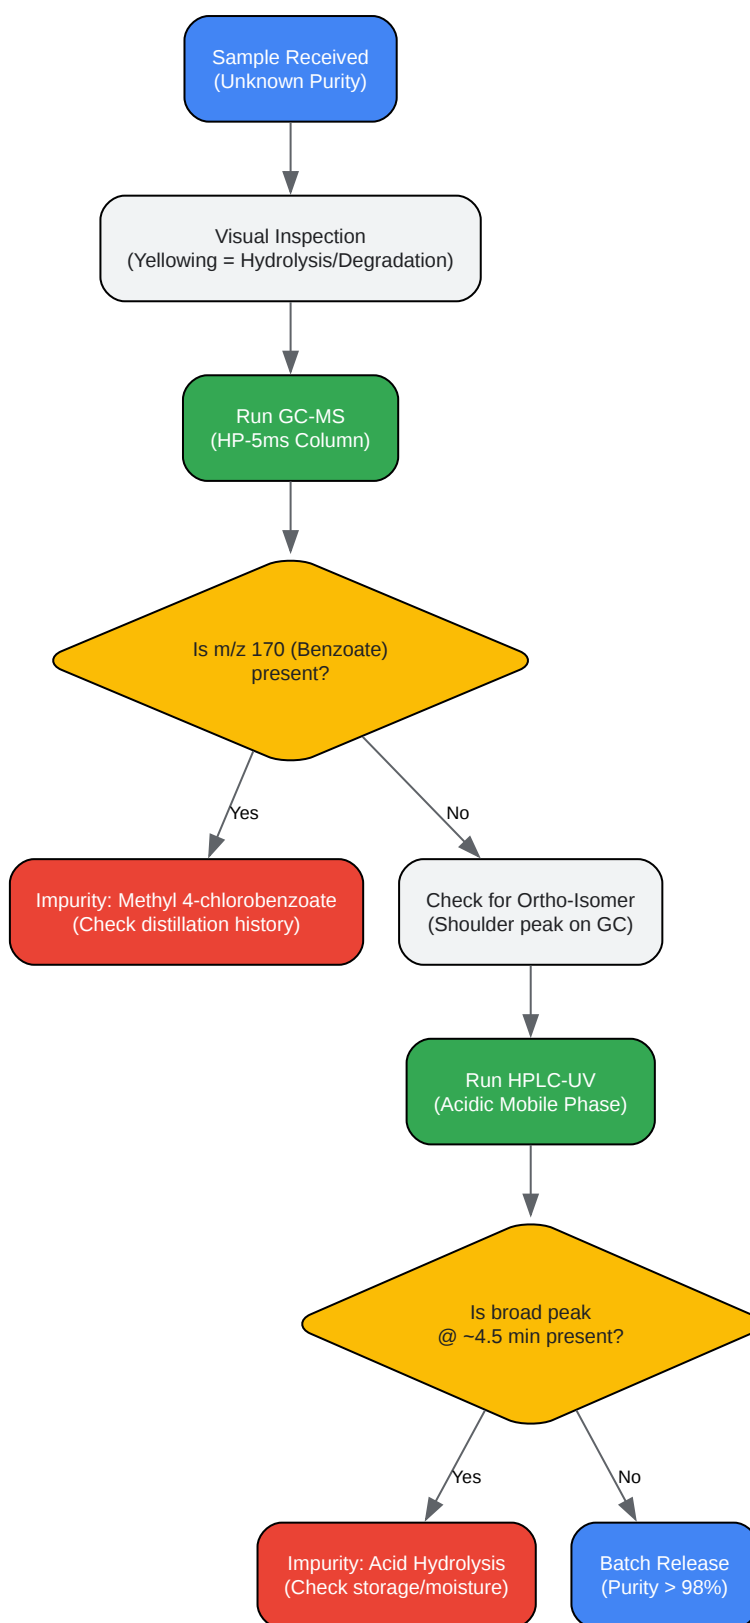 Sample Received
(Unknown Purity)
Visual Inspection
(Yellowing = Hydrolysis/Degradation)
Run GC-MS
(HP-5ms Column)
Is m/z 170 (Benzoate)
present?
Yes
No
Impurity: Methyl 4-chlorobenzoate
(Check distillation history)
Check for Ortho-Isomer
(Shoulder peak on GC)
Run HPLC-UV
(Acidic Mobile Phase)
Is broad peak
@ ~4.5 min present?
Yes
No
Impurity: Acid Hydrolysis
(Check storage/moisture)
Batch Release
(Purity > 98%)